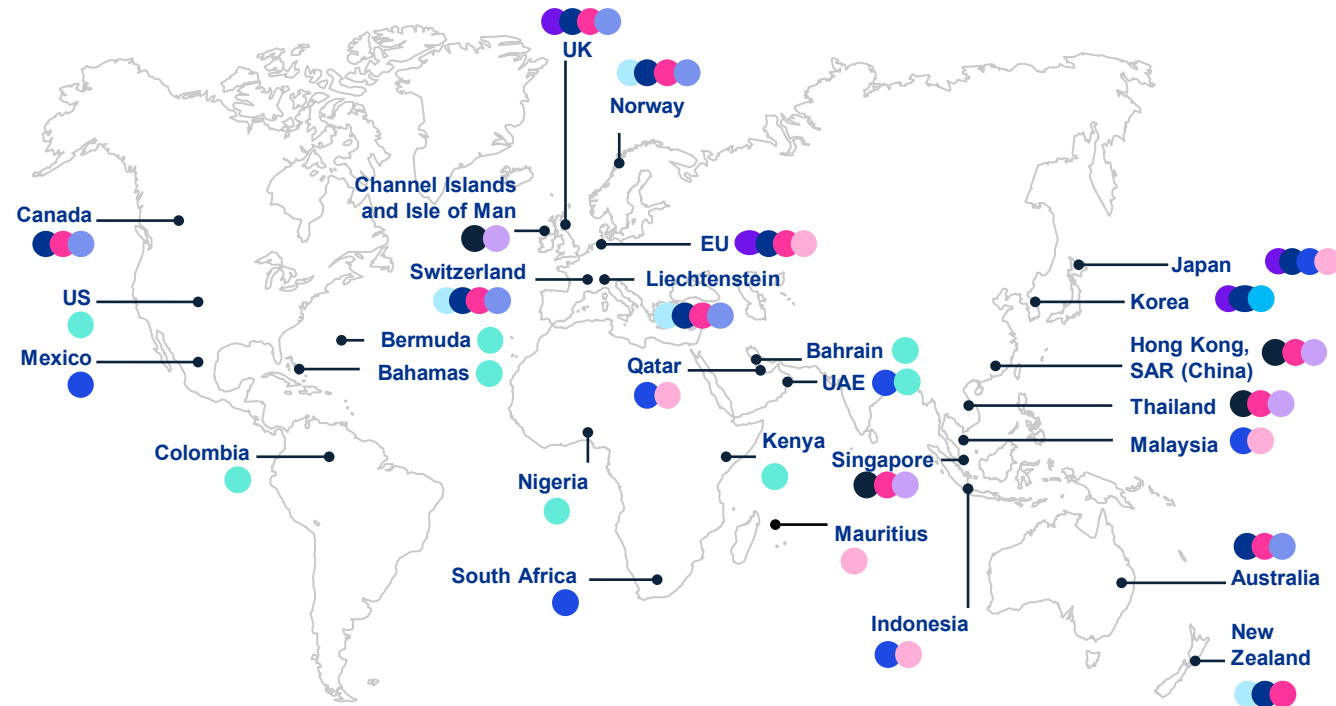 UK
Norway
Channel Islands
and Isle of Man
Canada
EU
Switzerland
Liechtenstein
Japan
US
Korea
Bermuda
Bahrain
Hong Kong,
SAR (China)
Mexico
Bahamas
Qatar
UAE
Thailand
Malaysia
Colombia
Kenya
Singapore
Nigeria
Mauritius
South Africa
Australia
Indonesia
New
Zealand